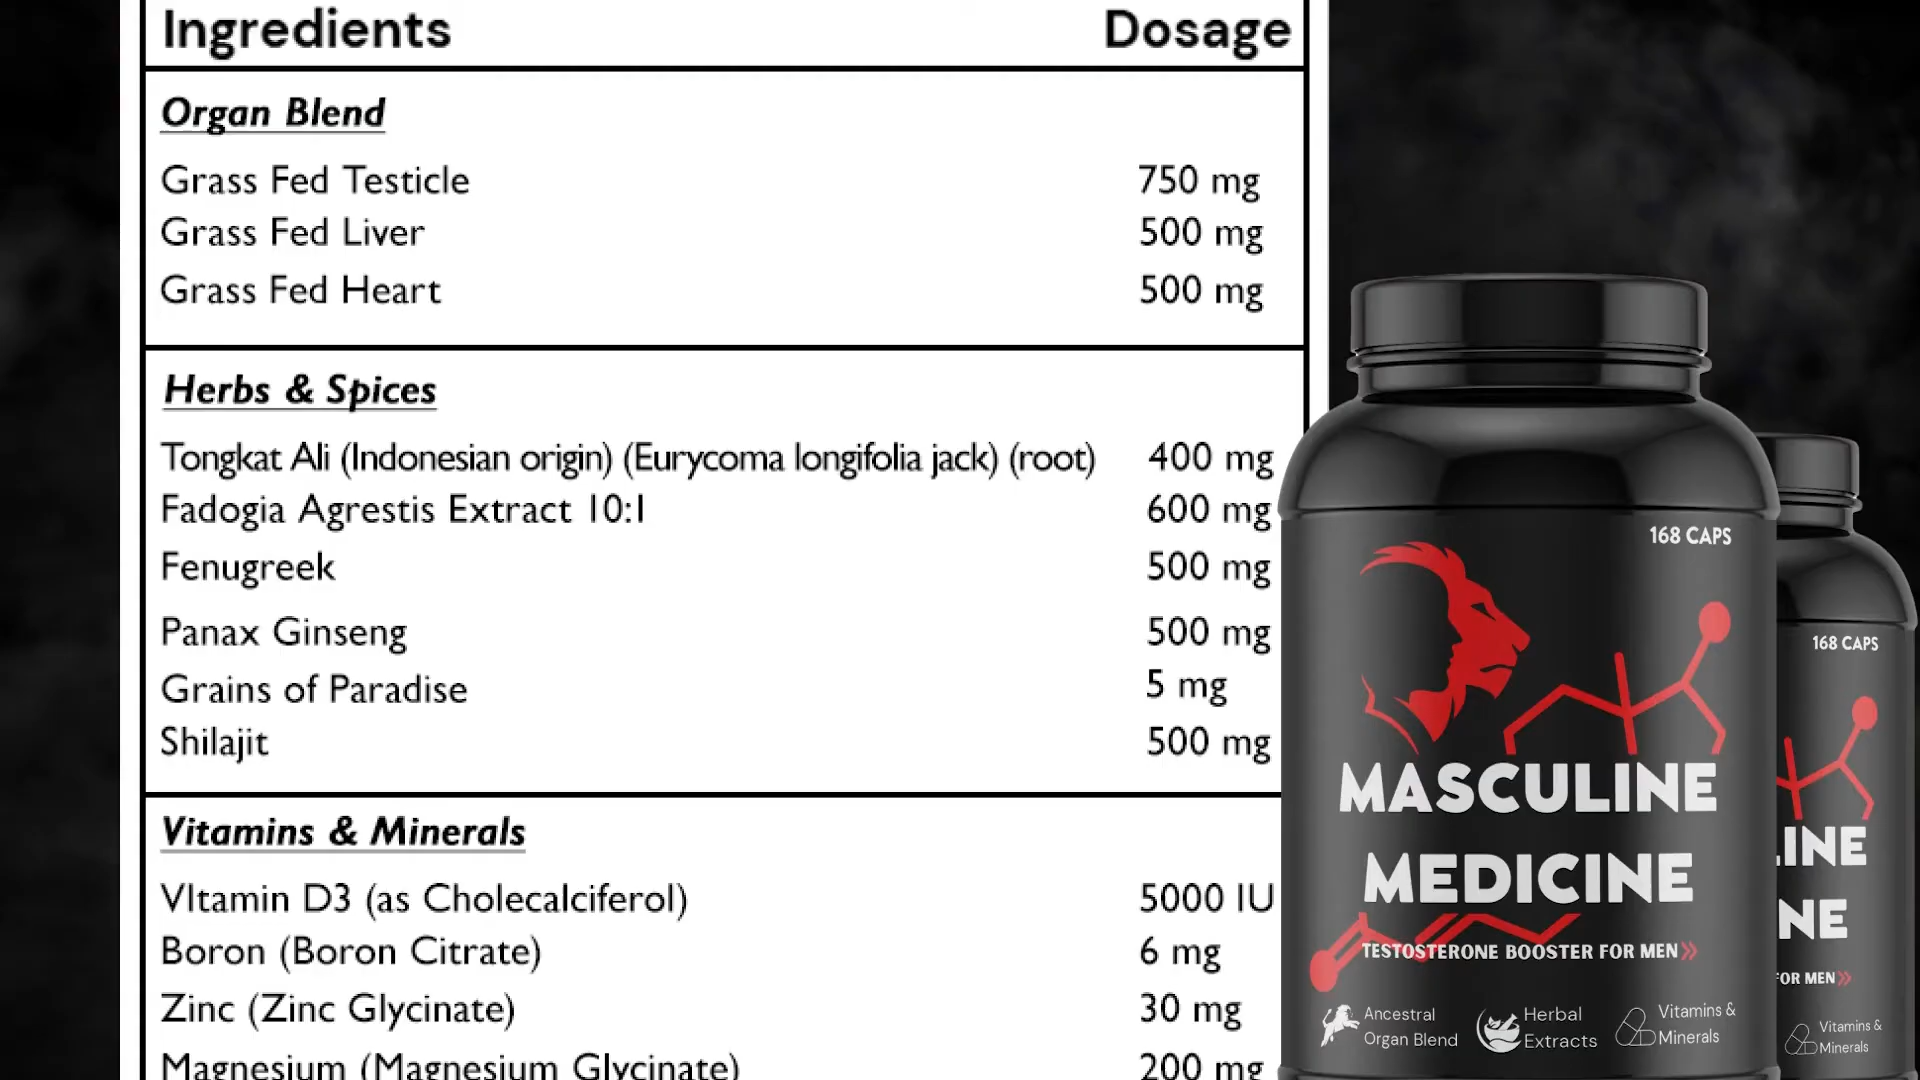 Ingredients Dosage
Organ Blend
Grass Fed Testicle 750 mg
Grass Fed Liver 500 mg
Grass Fed Heart 500 mg
Herbs & Spices
Tongkat Ali (Indonesian origin) (Eurycoma longifolia jack) (root) 400 mg
Fadogia Agrestis Extract 10:1 600 mg
Fenugreek 500 mg
Panax Ginseng 500 mg
Grains of Paradise 5 mg
Shilajit 500 mg
Vitamins & Minerals
VItamin D3 (as Cholecalciferol) 5000 IU
Boron (Boron Citrate) 6 mg
Zinc (Zinc Glycinate) 30 mg
Magnesium (Magnesium Glycinate) 200 mg
168 CAPS
MASCULINE
MEDICINE
TESTOSTERONE BOOSTER FOR MEN
Ancestral
Organ Blend
Herbal
Extracts
Vitamins &
Minerals
168 CAPS
LINE
NE
FOR MEN
Vitamins &
Minerals